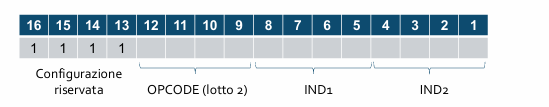 16 15 14 13 12 11 10 9 8 7 6 5 4 3 2 1
1 1 1 1
Configurazione
riservata
OPCODE (lotto 2) IND1 IND2